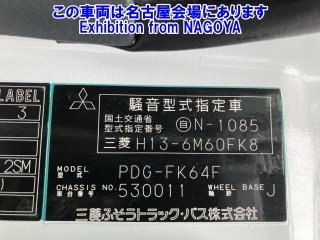 この車両は名古屋会場にあります
Exhibition from NAGOYA
LABEL
3
2SM
騒音型式指定車
国土交通省
型式指定番号 自N-1085
三菱 H13-6M60FK8
MODEL
型式 PDG-FK64F
CHASSIS NO.
車台番号 530011
WHEEL BASE
軸距 J
三菱ふそうトラック・バス株式会社